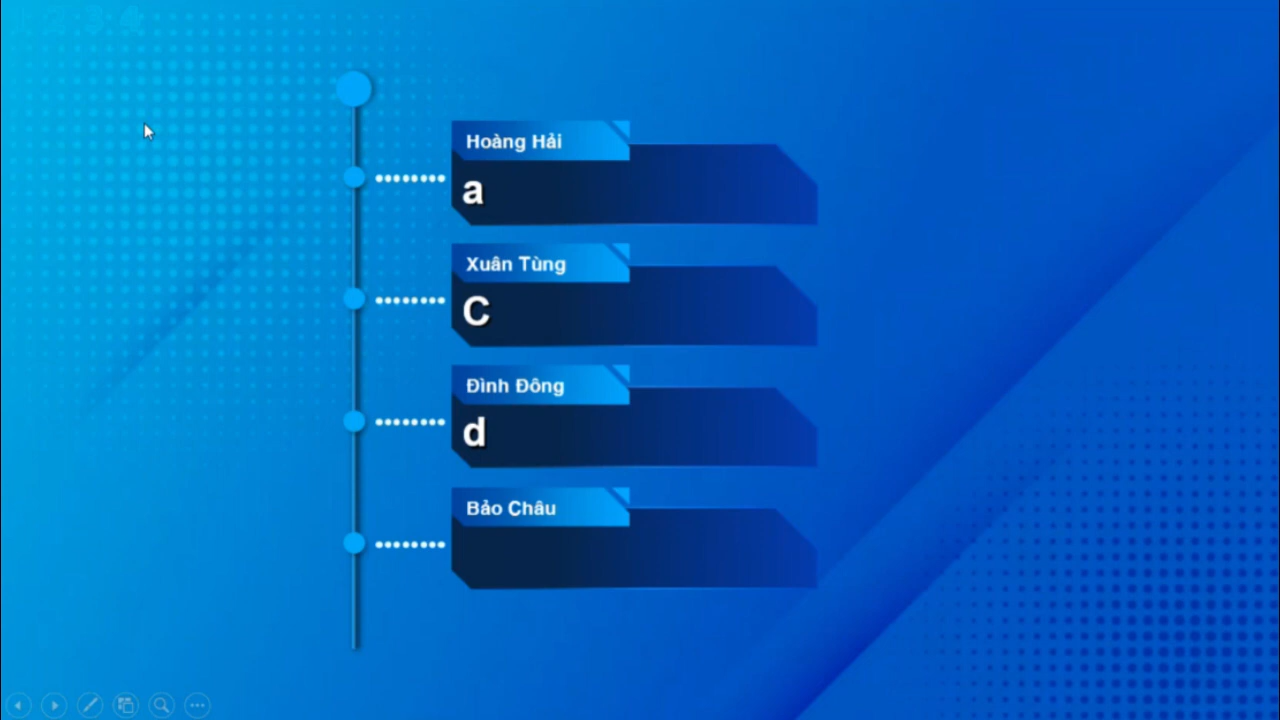 Hoàng Hải
a
Xuân Tùng
C
Đình Đông
d
Bảo Châu